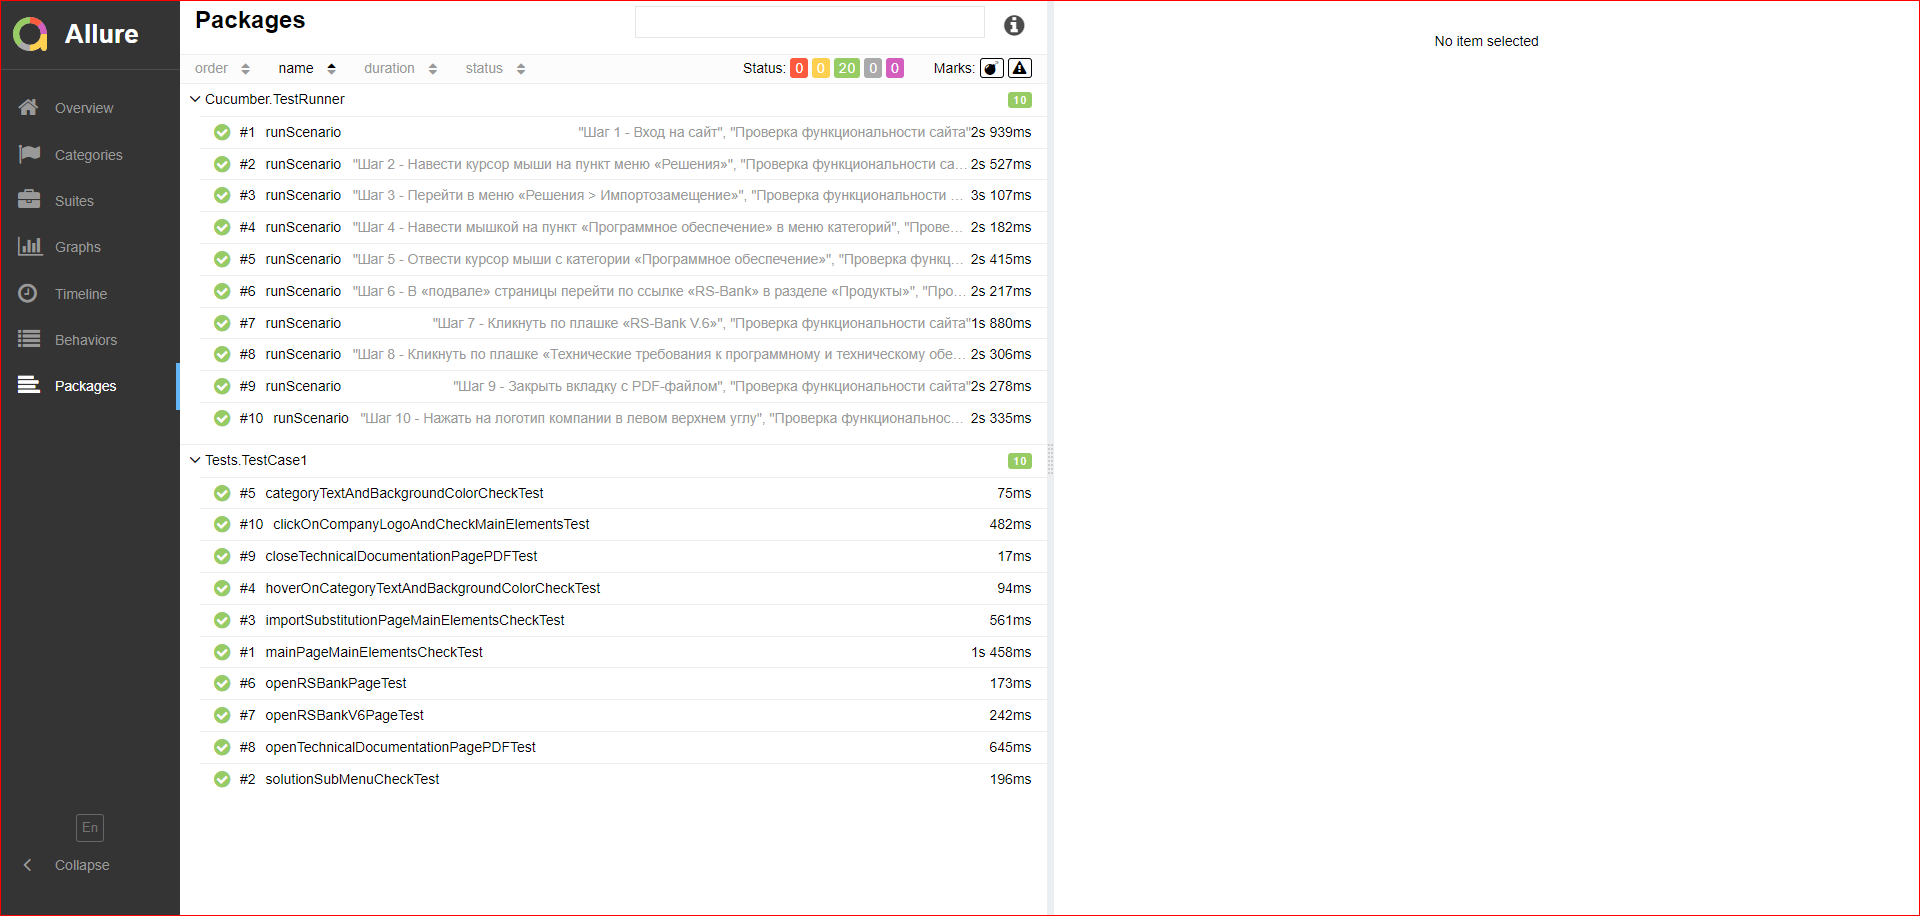 Allure
Overview
Categories
Suites
Graphs
Timeline
Behaviors
Packages
En
Collapse
Packages
order name duration status Status: 0 0 20 0 0 Marks:
Cucumber.TestRunner 10
#1 runScenario "Шаг 1 - Вход на сайт", "Проверка функциональности сайта" 2s 939ms
#2 runScenario "Шаг 2 - Навести курсор мыши на пункт меню «Решения»", "Проверка функциональности са… 2s 527ms
#3 runScenario "Шаг 3 - Перейти в меню «Решения > Импортозамещение»", "Проверка функциональности … 3s 107ms
#4 runScenario "Шаг 4 - Навести мышкой на пункт «Программное обеспечение» в меню категорий", "Прове… 2s 182ms
#5 runScenario "Шаг 5 - Отвести курсор мыши с категории «Программное обеспечение»", "Проверка функц… 2s 415ms
#6 runScenario "Шаг 6 - В «подвале» страницы перейти по ссылке «RS-Bank» в разделе «Продукты»", "Про… 2s 217ms
#7 runScenario "Шаг 7 - Кликнуть по плашке «RS-Bank V.6»", "Проверка функциональности сайта" 1s 880ms
#8 runScenario "Шаг 8 - Кликнуть по плашке «Технические требования к программному и техническому обе… 2s 306ms
#9 runScenario "Шаг 9 - Закрыть вкладку с PDF-файлом", "Проверка функциональности сайта" 2s 278ms
#10 runScenario "Шаг 10 - Нажать на логотип компании в левом верхнем углу", "Проверка функциональнос… 2s 335ms
Tests.TestCase1 10
#5 categoryTextAndBackgroundColorCheckTest 75ms
#10 clickOnCompanyLogoAndCheckMainElementsTest 482ms
#9 closeTechnicalDocumentationPagePDFTest 17ms
#4 hoverOnCategoryTextAndBackgroundColorCheckTest 94ms
#3 importSubstitutionPageMainElementsCheckTest 561ms
#1 mainPageMainElementsCheckTest 1s 458ms
#6 openRSBankPageTest 173ms
#7 openRSBankV6PageTest 242ms
#8 openTechnicalDocumentationPagePDFTest 645ms
#2 solutionSubMenuCheckTest 196ms
No item selected